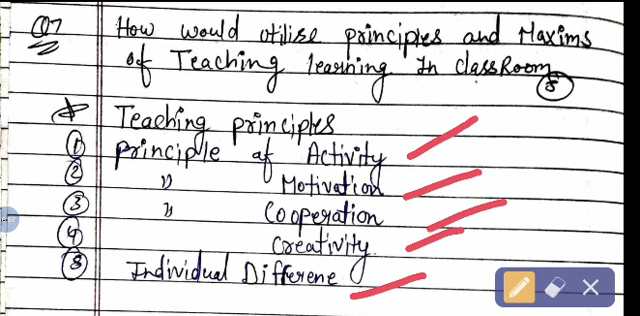 Q7 How would utilise principles and Maxims
of Teaching learning In classRoom
8
* Teaching principles
① principle of Activity
② " Motivation
③ " Cooperation
④ Creativity.
⑤ Individual Differene